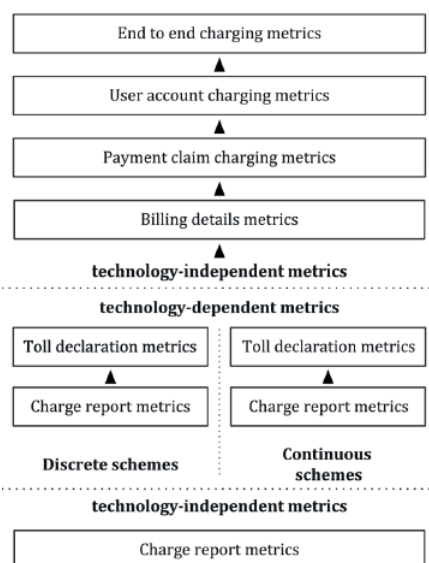 End to end charging metrics
User account charging metrics
Payment claim charging metrics
Billing details metrics
technology-independent metrics
technology-dependent metrics
Toll declaration metrics
Charge report metrics
Discrete schemes
Toll declaration metrics
Charge report metrics
Continuous
schemes
technology-independent metrics
Charge report metrics